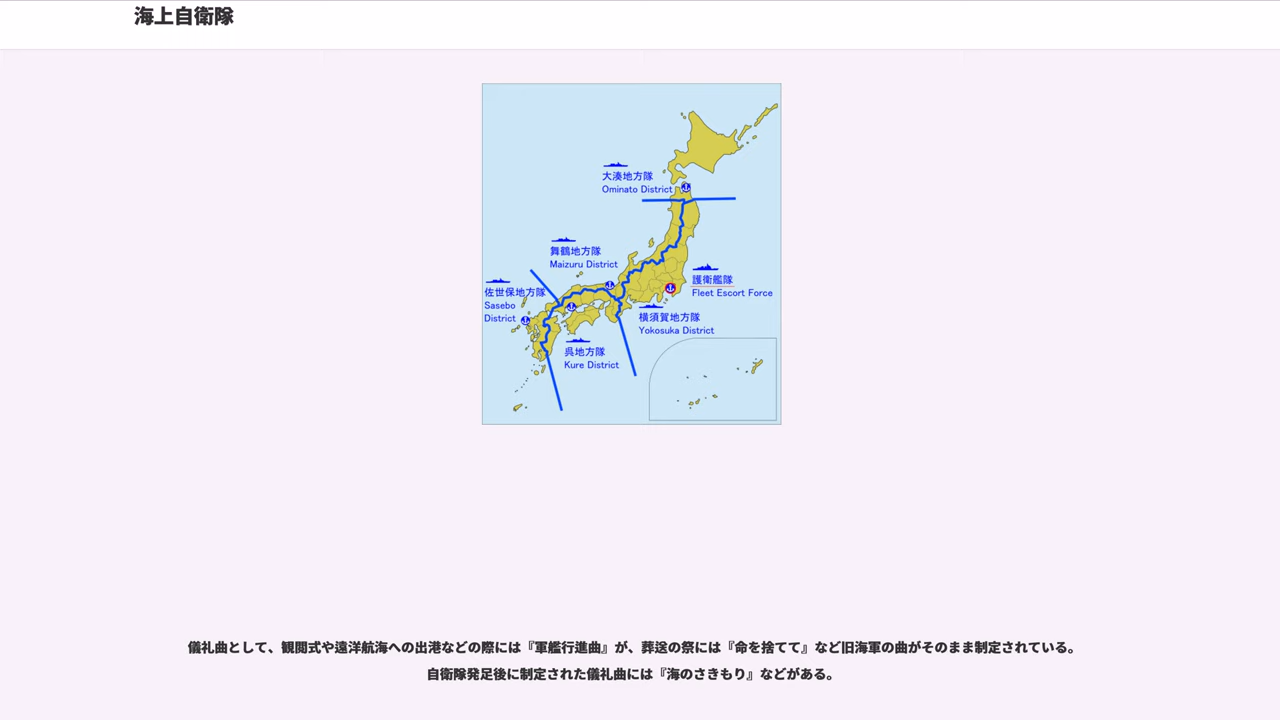 海上自衛隊
大湊地方隊
Ominato District
舞鶴地方隊
Maizuru District
護衛艦隊
Fleet Escort Force
佐世保地方隊
Sasebo
District
横須賀地方隊
Yokosuka District
呉地方隊
Kure District
儀礼曲として、観閲式や遠洋航海への出港などの際には『軍艦行進曲』が、葬送の祭には『命を捨てて』など旧海軍の曲がそのまま制定されている。
自衛隊発足後に制定された儀礼曲には『海のさきもり』などがある。